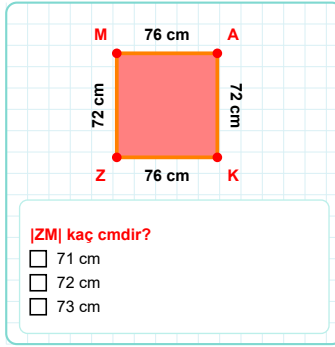 M 76 cm A
72 cm 72 cm
Z 76 cm K
|ZM| kaç cmdir?
71 cm
72 cm
73 cm